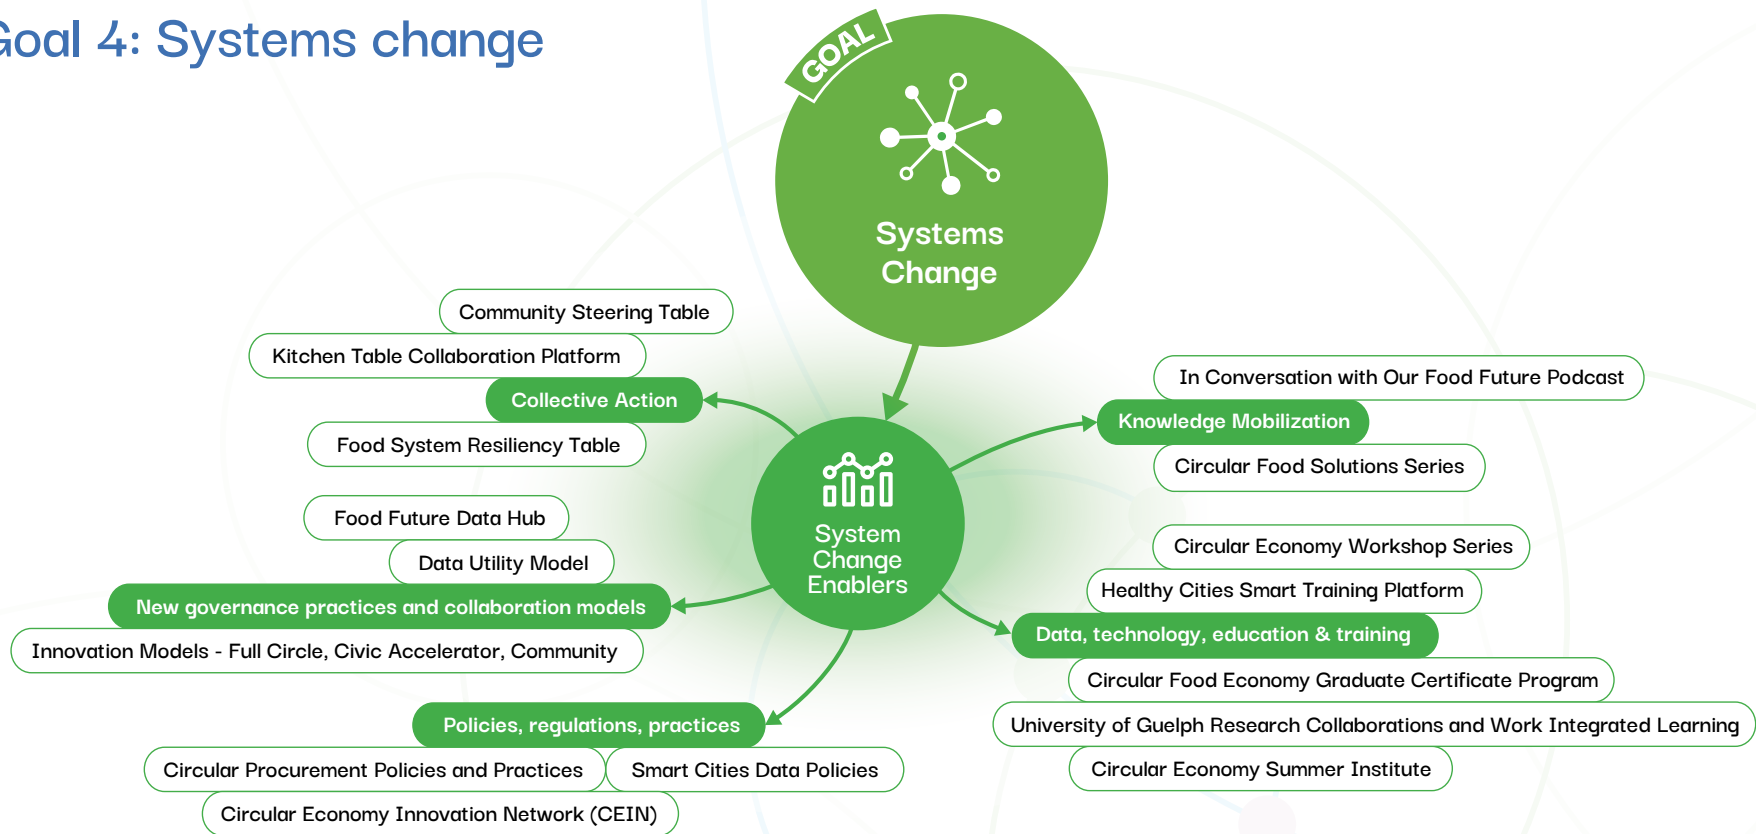 Goal 4: Systems change
GOAL
Systems
Change
Community Steering Table
Kitchen Table Collaboration Platform
Collective Action
Food System Resiliency Table
Food Future Data Hub
Data Utility Model
New governance practices and collaboration models
Innovation Models - Full Circle, Civic Accelerator, Community
Policies, regulations, practices
Circular Procurement Policies and Practices
Smart Cities Data Policies
Circular Economy Innovation Network (CEIN)
System
Change
Enablers
In Conversation with Our Food Future Podcast
Knowledge Mobilization
Circular Food Solutions Series
Circular Economy Workshop Series
Healthy Cities Smart Training Platform
Data, technology, education & training
Circular Food Economy Graduate Certificate Program
University of Guelph Research Collaborations and Work Integrated Learning
Circular Economy Summer Institute